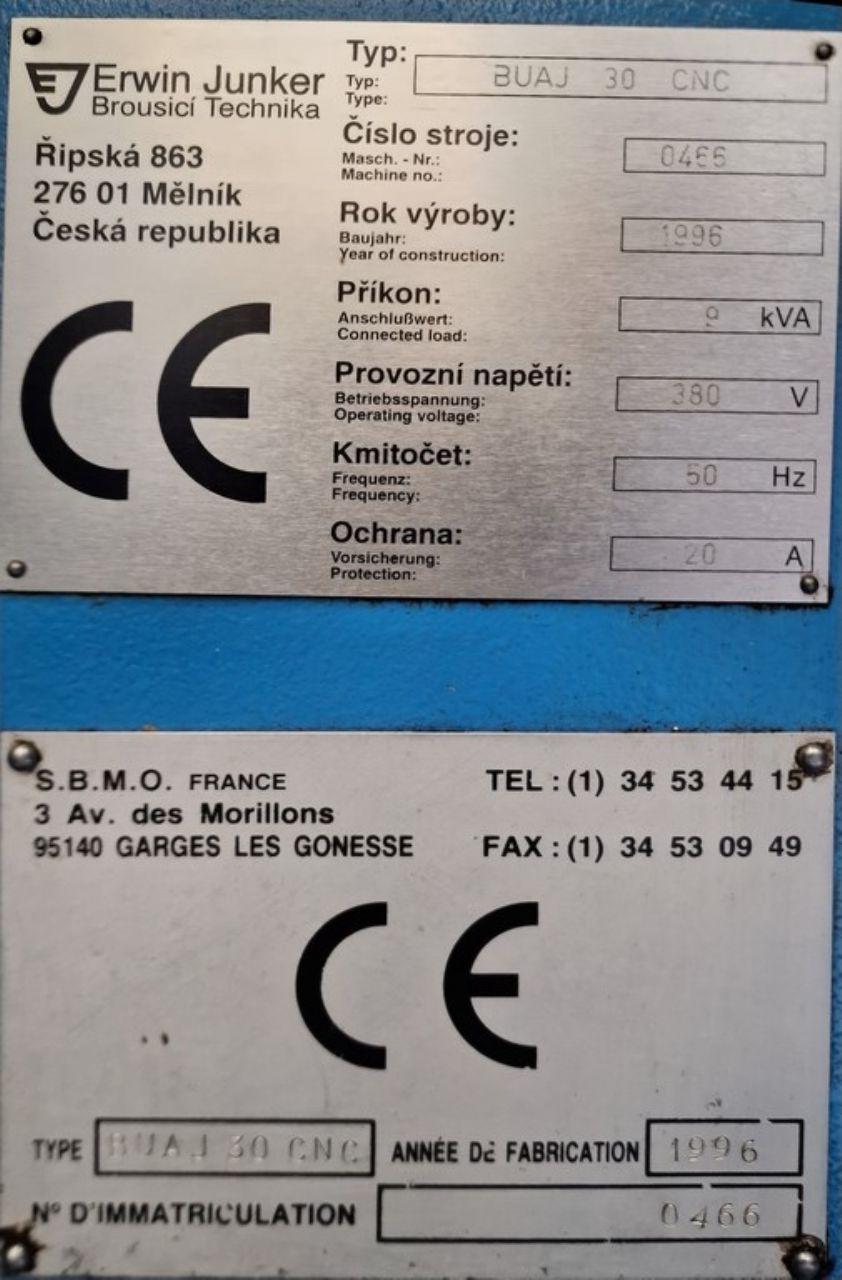 Erwin Junker
Brousicí Technika
Řipská 863
276 01 Mělník
Česká republika
CE
Typ:
Typ:
Type:
BUAJ 30 CNC
Číslo stroje:
Masch. - Nr.:
Machine no.:
0466
Rok výroby:
Baujahr:
Year of construction:
1996
Příkon:
Anschlußwert:
Connected load:
9 kVA
Provozní napětí:
Betriebsspannung:
Operating voltage:
380 V
Kmitočet:
Frequenz:
Frequency:
50 Hz
Ochrana:
Vorsicherung:
Protection:
20 A
S.B.M.O. FRANCE
3 Av. des Morillons
95140 GARGES LES GONESSE
TEL : (1) 34 53 44 15
FAX : (1) 34 53 09 49
CE
TYPE BUAJ 30 CNC ANNÉE DE FABRICATION 1996
N° D'IMMATRICULATION 0466